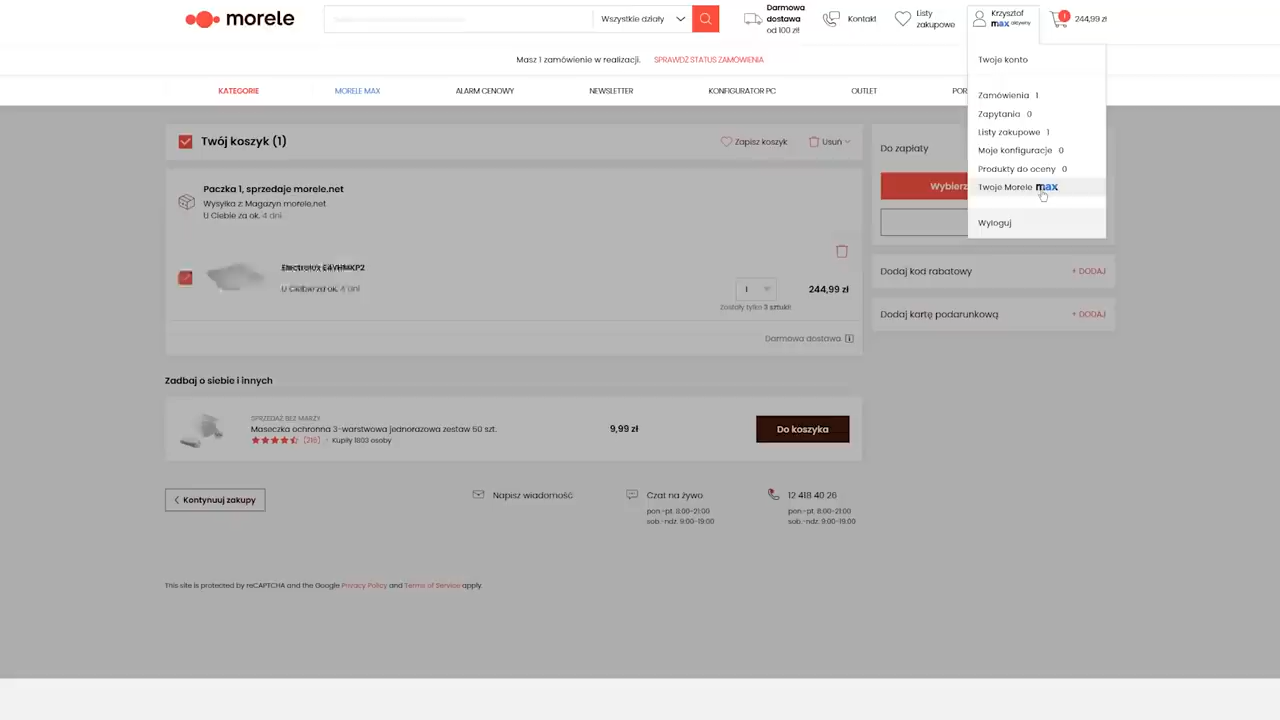 morele
Wszystkie działy
Darmowa
dostawa
od 100 zł
Kontakt
Listy
zakupowe
Krzysztof
max aktywny
1
244,99 zł
Masz 1 zamówienie w realizacji. SPRAWDŹ STATUS ZAMÓWIENIA
KATEGORIE
MORELE MAX
ALARM CENOWY
NEWSLETTER
KONFIGURATOR PC
OUTLET
POR
Twoje konto
Zamówienia 1
Zapytania 0
Listy zakupowe 1
Moje konfiguracje 0
Produkty do oceny 0
Twoje Morele max
Wyloguj
Twój koszyk (1)
Zapisz koszyk
Usuń
Paczka 1, sprzedaje morele.net
Wysyłka z: Magazyn morele.net
U Ciebie za ok. 4 dni
Electrolux
U Ciebie za ok. 4 dni
1
244,99 zł
Zostały tylko 3 sztuki!
Darmowa dostawa
Do zapłaty
Wybierz
Dodaj kod rabatowy
+ DODAJ
Dodaj kartę podarunkową
+ DODAJ
Zadbaj o siebie i innych
SPRZEDAŻ BEZ MARŻY
Maseczka ochronna 3-warstwowa jednorazowa zestaw 50 szt.
(216) Kupiły 1803 osoby
9,99 zł
Do koszyka
Kontynuuj zakupy
Napisz wiadomość
Czat na żywo
pon.-pt. 8:00-21:00
sob.-ndz. 9:00-19:00
12 418 40 26
pon.-pt. 8:00-21:00
sob.-ndz. 9:00-19:00
This site is protected by reCAPTCHA and the Google Privacy Policy and Terms of Service apply.